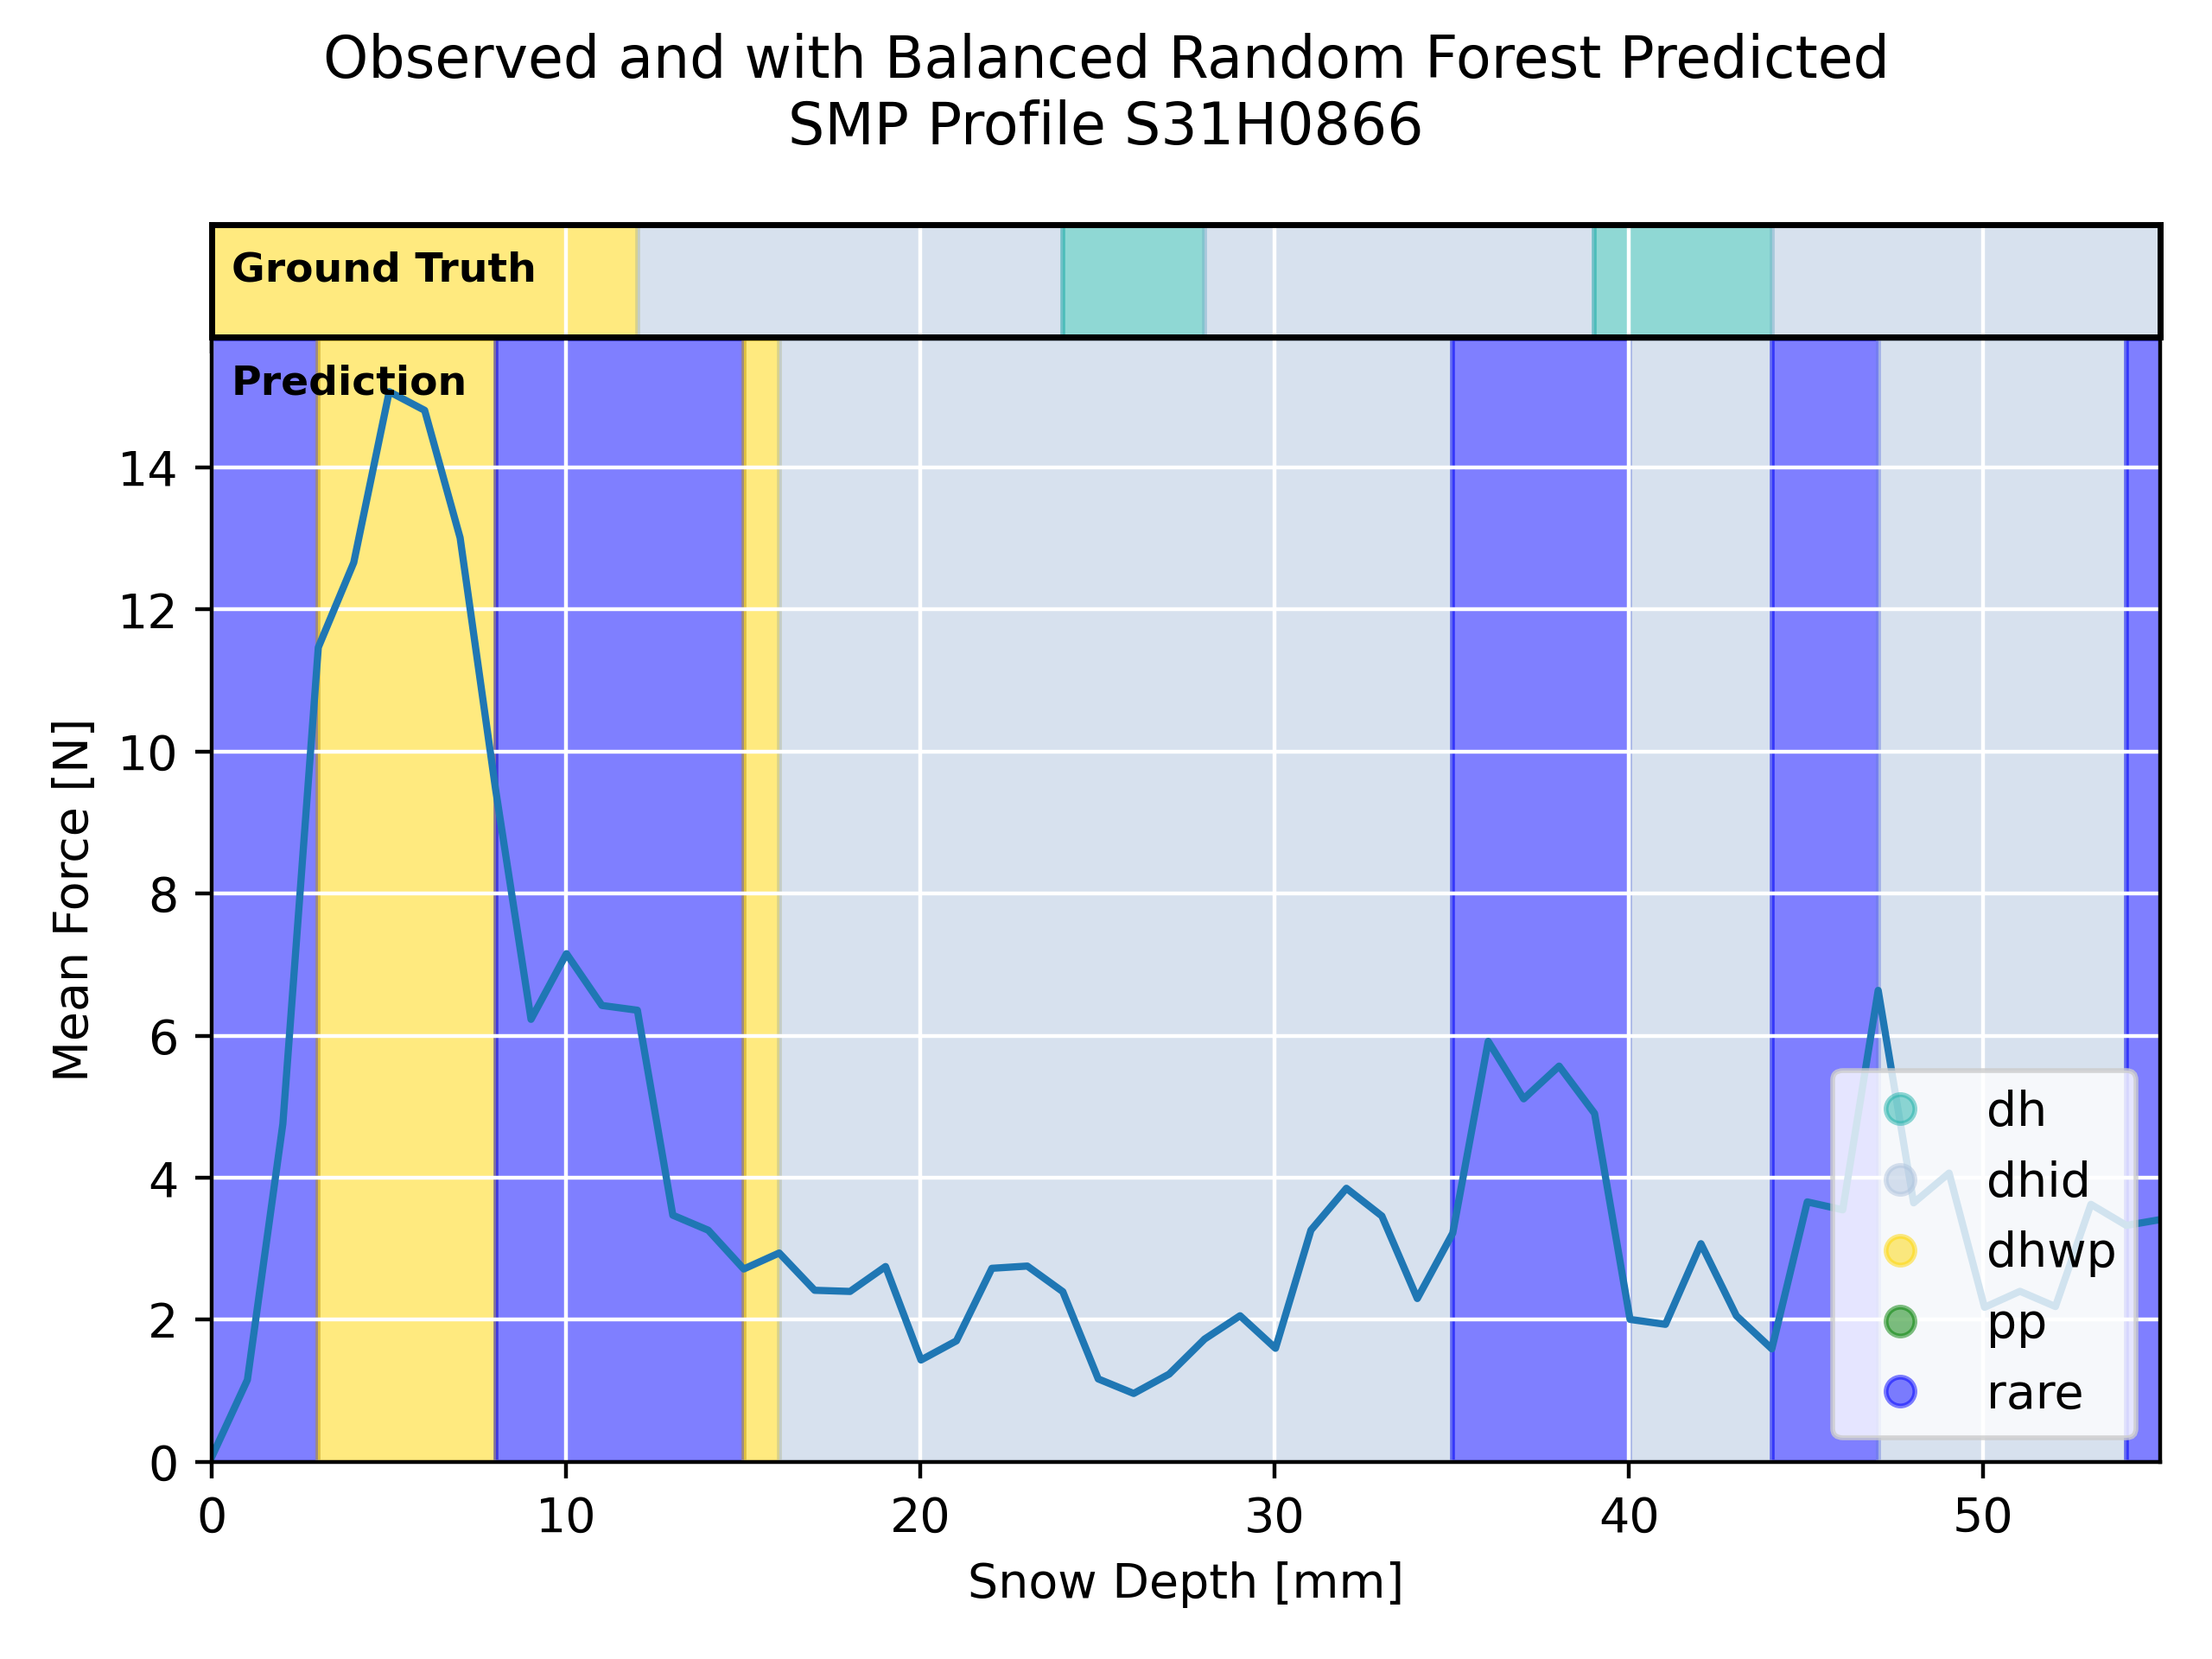 Observed and with Balanced Random Forest Predicted
SMP Profile S31H0866
Ground Truth
Prediction
14
12
10
8
6
4
2
0
Mean Force [N]
0 10 20 30 40 50
Snow Depth [mm]
dh
dhid
dhwp
pp
rare